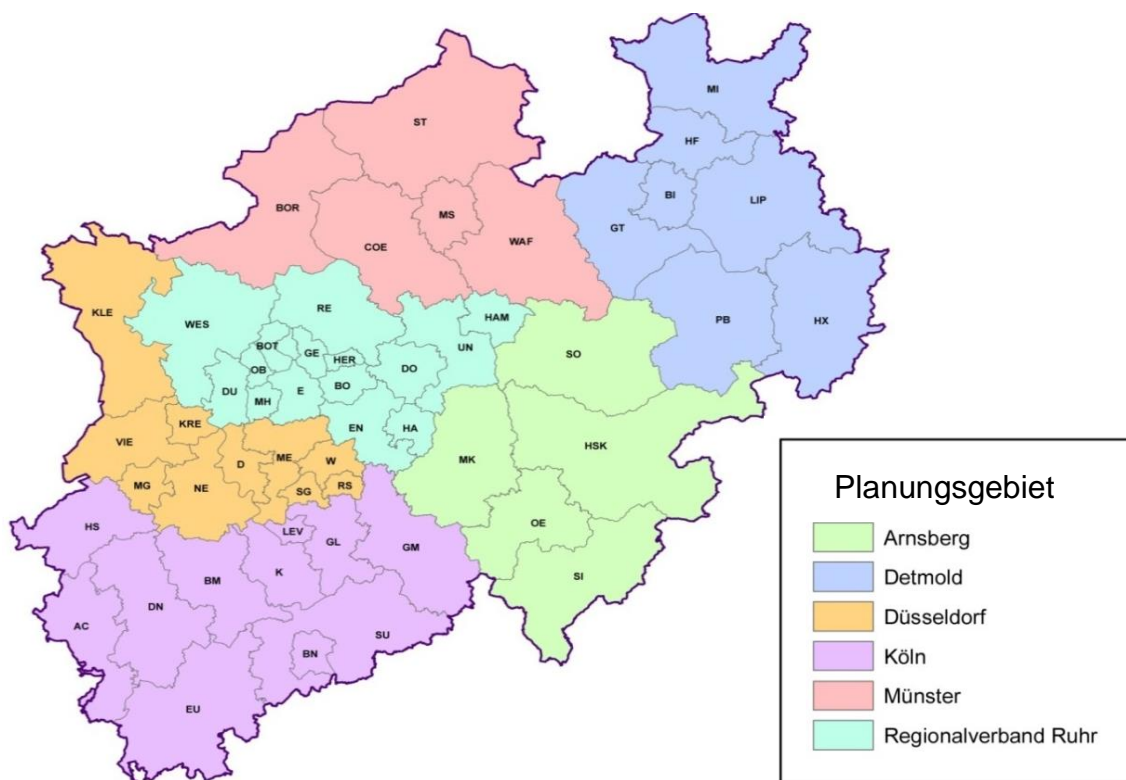 MI
ST
HF
BI
LIP
BOR
MS
GT
WAF
COE
KLE
RE
WES
HAM
PB
HX
UN
BOT
GE
HER
SO
OB
DO
DU
MH
E
BO
KRE
EN
HA
VIE
HSK
ME
W
MK
D
MG
NE
SG
RS
HS
LEV
GL
GM
OE
K
BM
SI
DN
AC
SU
BN
EU
Planungsgebiet
Arnsberg
Detmold
Düsseldorf
Köln
Münster
Regionalverband Ruhr